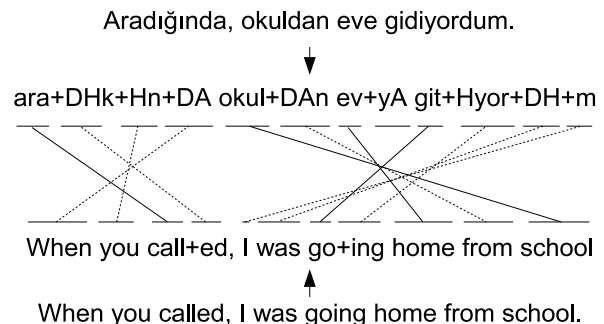 Aradığında, okuldan eve gidiyordum.
ara+DHk+Hn+DA okul+DAn ev+yA git+Hyor+DH+m
When you call+ed, I was go+ing home from school
When you called, I was going home from school.